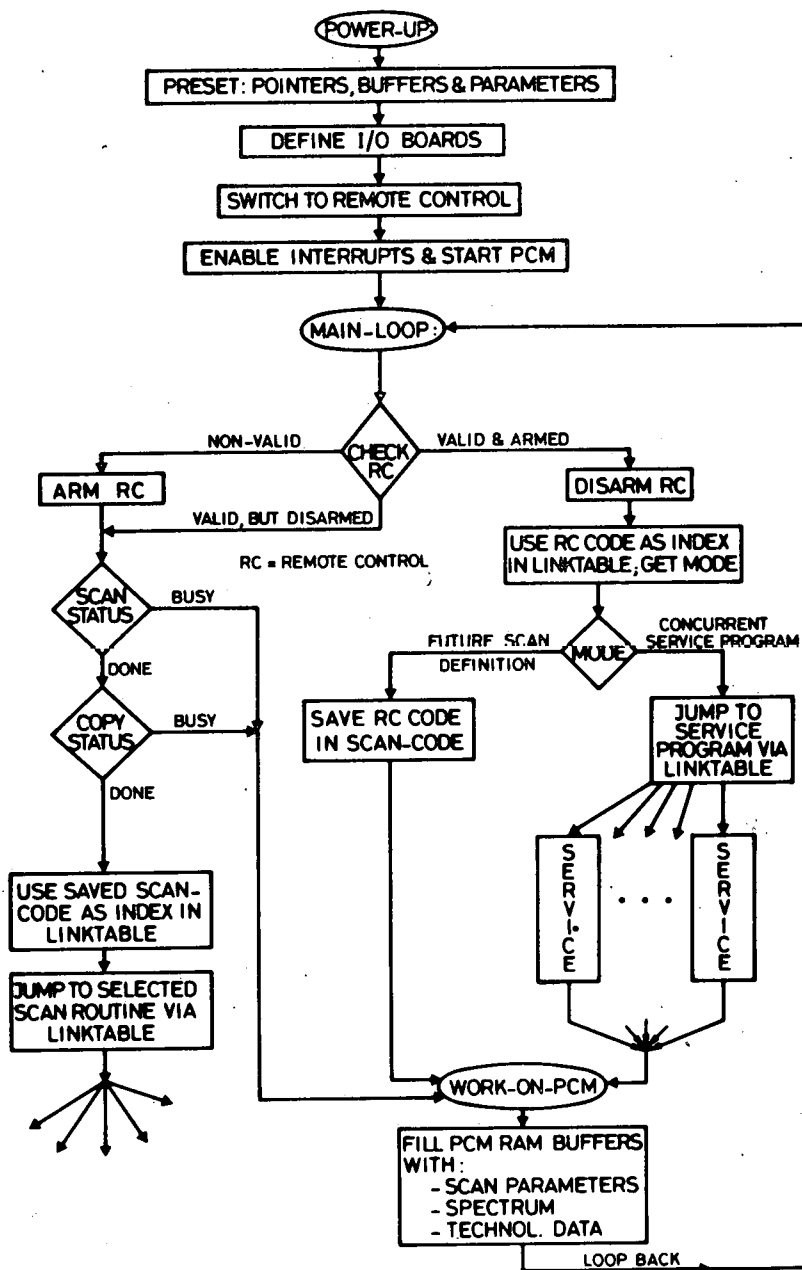 POWER-UP:
PRESET: POINTERS, BUFFERS & PARAMETERS
DEFINE I/O BOARDS
SWITCH TO REMOTE CONTROL
ENABLE INTERRUPTS & START PCM
MAIN-LOOP:
CHECK
RC
NON-VALID
VALID & ARMED
ARM RC
VALID, BUT DISARMED
DISARM RC
RC = REMOTE CONTROL
USE RC CODE AS INDEX
IN LINKTABLE; GET MODE
SCAN
STATUS
BUSY
DONE
COPY
STATUS
BUSY
DONE
USE SAVED SCAN-
CODE AS INDEX IN
LINKTABLE
JUMP TO SELECTED
SCAN ROUTINE VIA
LINKTABLE
MODE
FUTURE SCAN
DEFINITION
CONCURRENT
SERVICE PROGRAM
SAVE RC CODE
IN SCAN-CODE
JUMP TO
SERVICE
PROGRAM VIA
LINKTABLE
SERVICE
. . .
SERVICE
WORK-ON-PCM
FILL PCM RAM BUFFERS
WITH:
- SCAN PARAMETERS
- SPECTRUM
- TECHNOL. DATA
LOOP BACK